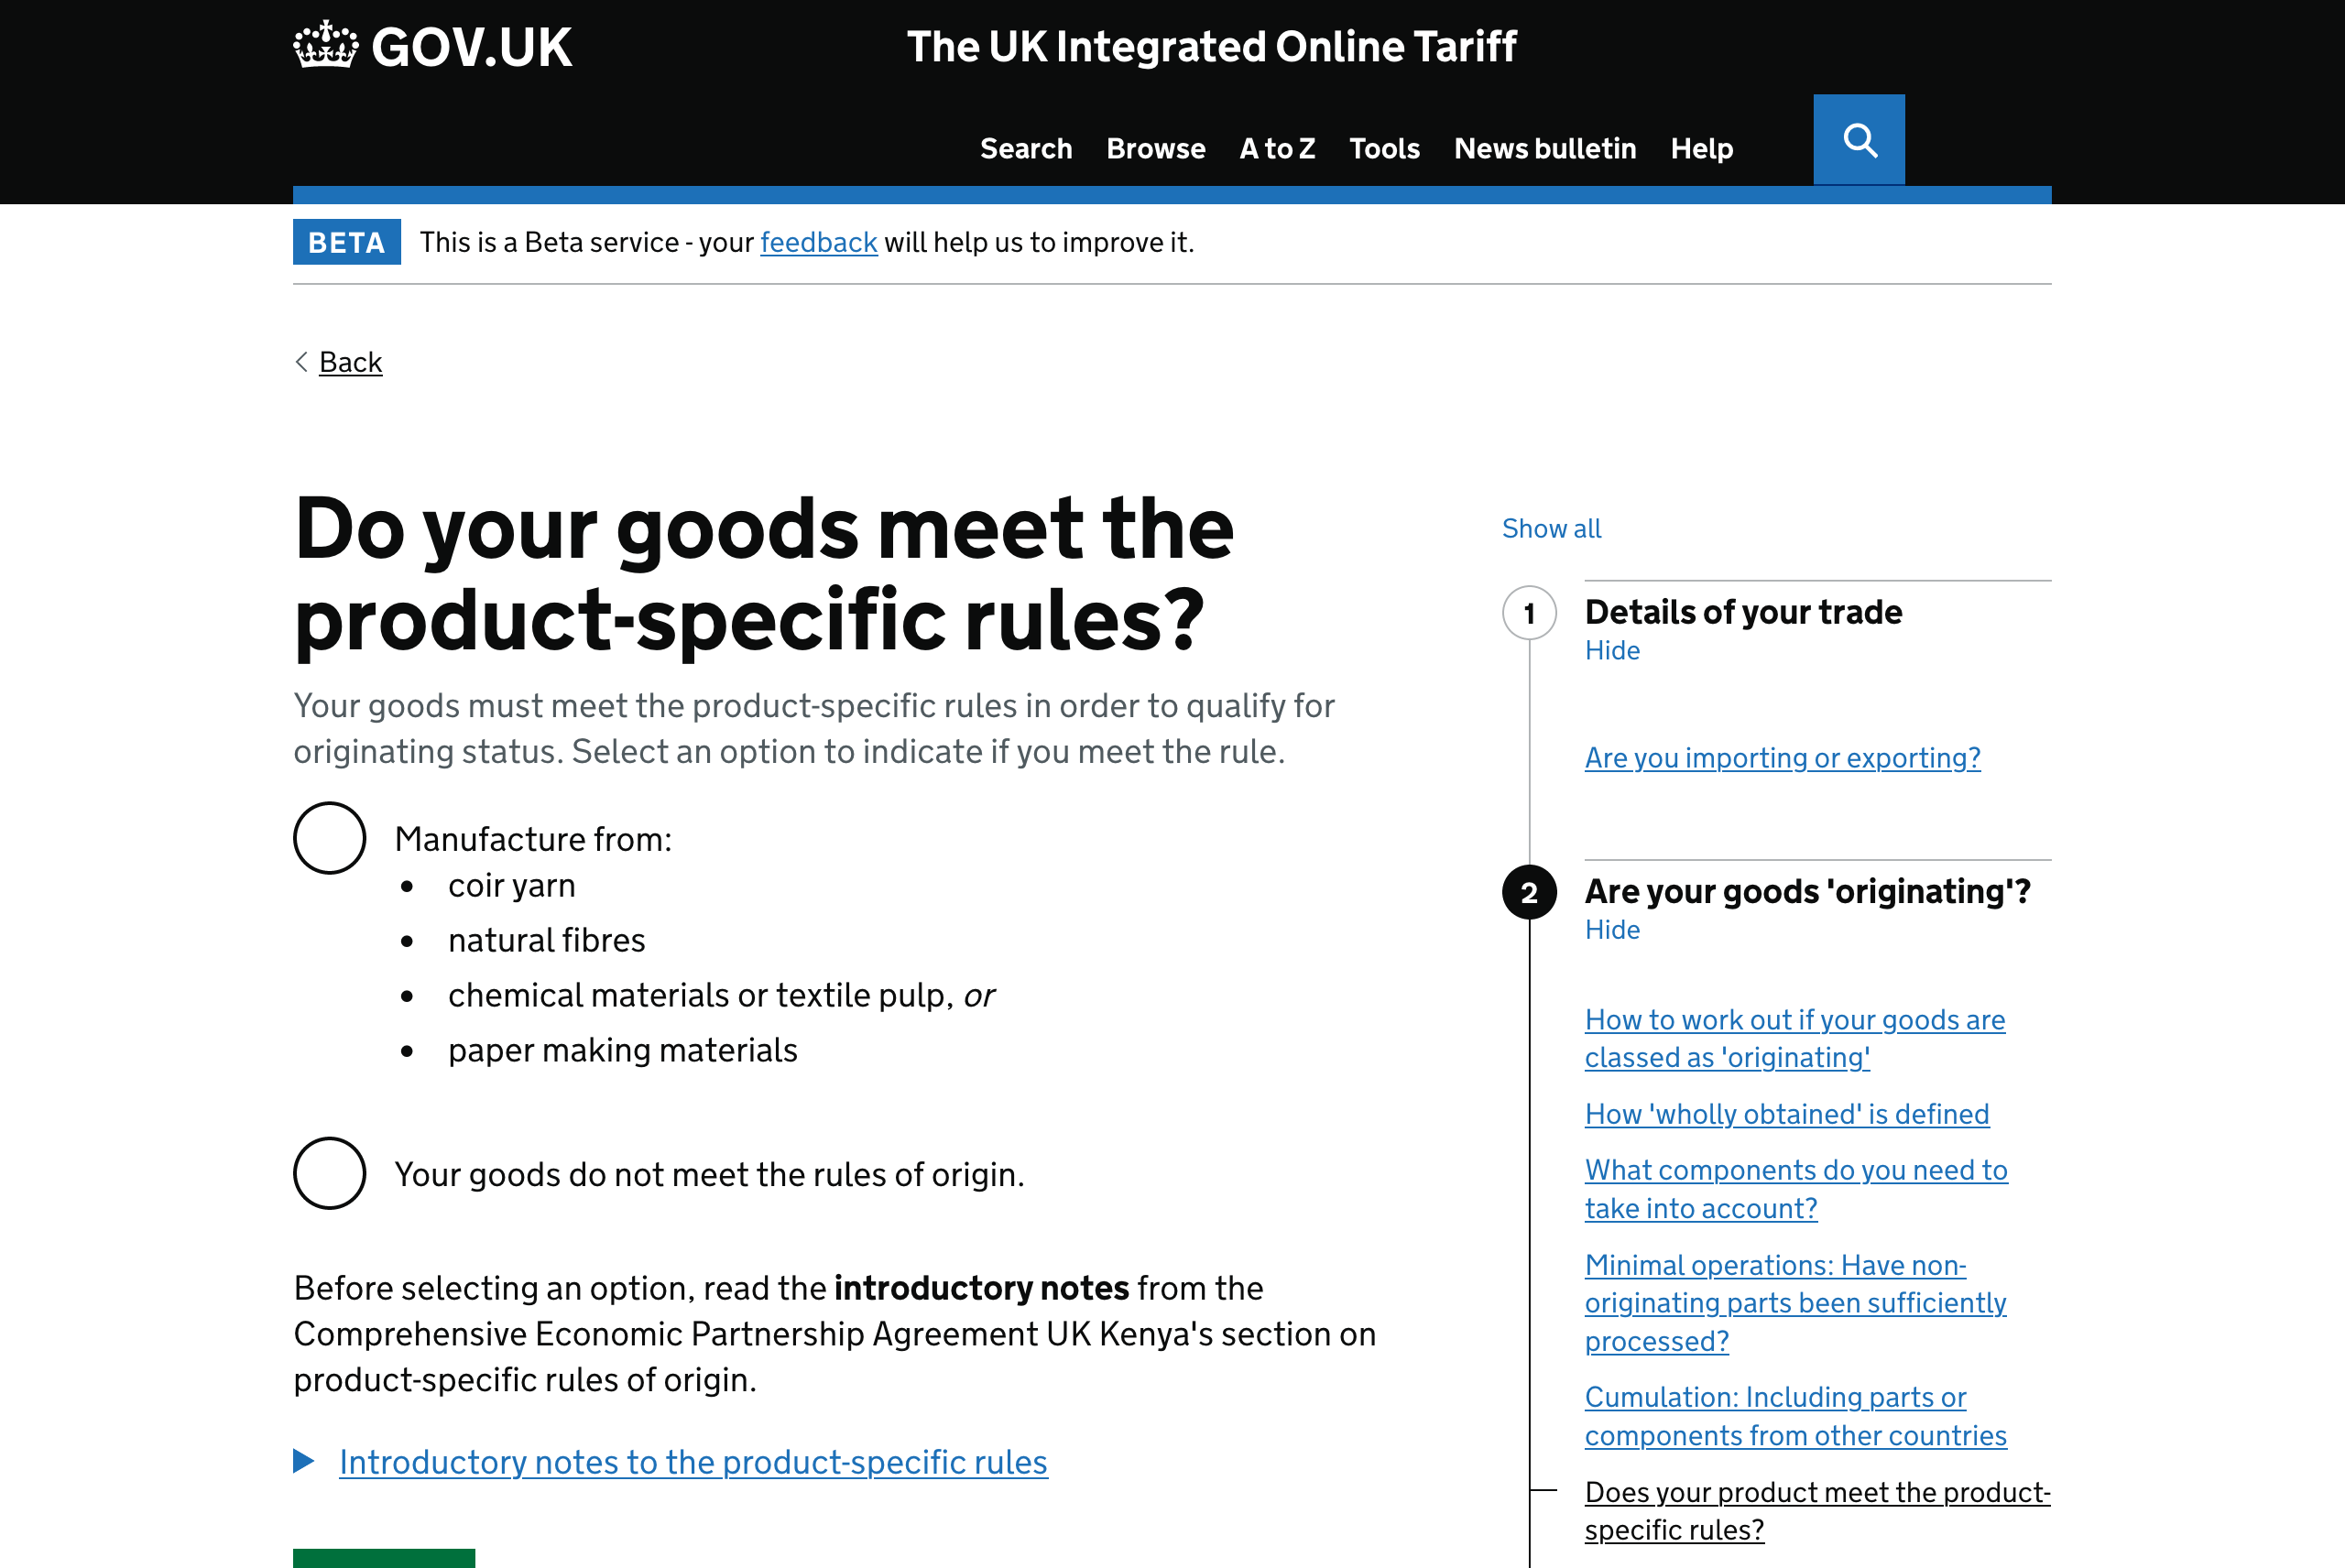 GOV.UK
The UK Integrated Online Tariff
Search Browse A to Z Tools News bulletin Help
BETA This is a Beta service - your feedback will help us to improve it.
Back
Do your goods meet the
product-specific rules?
Your goods must meet the product-specific rules in order to qualify for
originating status. Select an option to indicate if you meet the rule.
Manufacture from:
• coir yarn
• natural fibres
• chemical materials or textile pulp, or
• paper making materials
Your goods do not meet the rules of origin.
Before selecting an option, read the introductory notes from the
Comprehensive Economic Partnership Agreement UK Kenya's section on
product-specific rules of origin.
Introductory notes to the product-specific rules
Show all
1 Details of your trade
Hide
Are you importing or exporting?
2 Are your goods 'originating'?
Hide
How to work out if your goods are
classed as 'originating'
How 'wholly obtained' is defined
What components do you need to
take into account?
Minimal operations: Have non-
originating parts been sufficiently
processed?
Cumulation: Including parts or
components from other countries
Does your product meet the product-
specific rules?